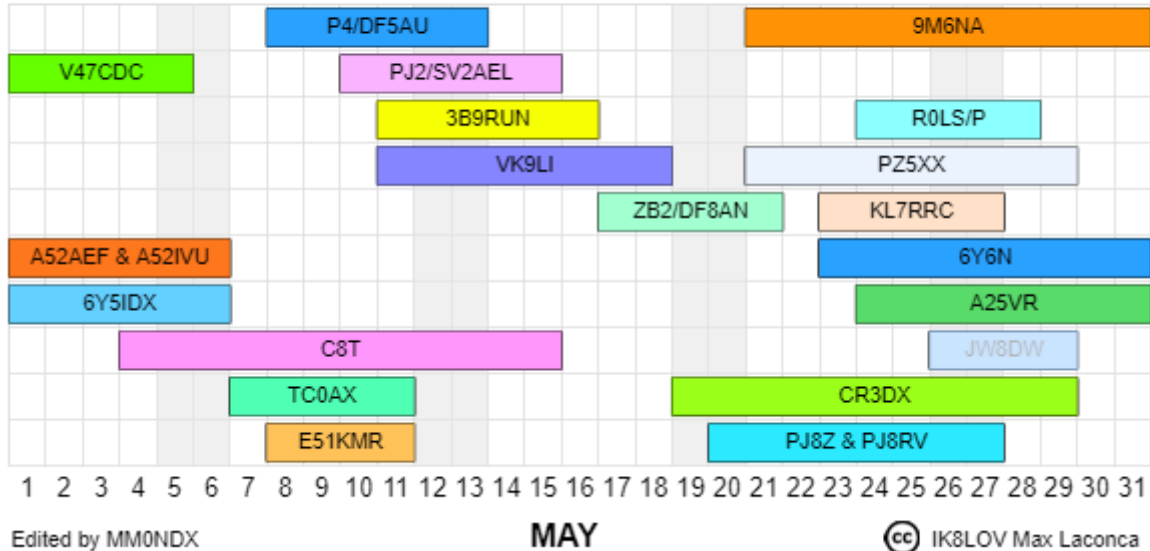 P4/DF5AU 9M6NA
V47CDC PJ2/SV2AEL
3B9RUN R0LS/P
VK9LI PZ5XX
ZB2/DF8AN KL7RRC
A52AEF & A52IVU 6Y6N
6Y5IDX A25VR
C8T JW8DW
TC0AX CR3DX
E51KMR PJ8Z & PJ8RV
1 2 3 4 5 6 7 8 9 10 11 12 13 14 15 16 17 18 19 20 21 22 23 24 25 26 27 28 29 30 31
Edited by MM0NDX MAY cc IK8LOV Max Laconca